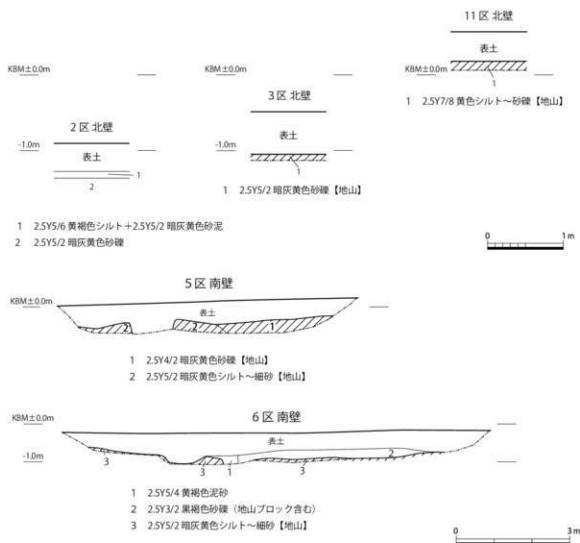 11区 北壁
表土
KBM±0.0m
KBM±0.0m
KBM±0.0m
1
1 2.5Y7/8 黄色シルト～砂礫【地山】
3区 北壁
表土
-1.0m
1
1 2.5Y5/2 暗灰黄色砂礫【地山】
2区 北壁
-1.0m
表土
1
2
1 2.5Y5/6 黄褐色シルト＋2.5Y5/2 暗灰黄色砂泥
2 2.5Y5/2 暗灰黄色砂礫
0 1m
5区 南壁
KBM±0.0m
表土
2 2 1
1 2.5Y4/2 暗灰黄色砂礫【地山】
2 2.5Y5/2 暗灰黄色シルト～細砂【地山】
6区 南壁
KBM±0.0m
表土
-1.0m
2
3 3 1 3
1 2.5Y5/4 黄褐色泥砂
2 2.5Y3/2 黒褐色砂礫（地山ブロック含む）
3 2.5Y5/2 暗灰黄色シルト～細砂【地山】
0 3m